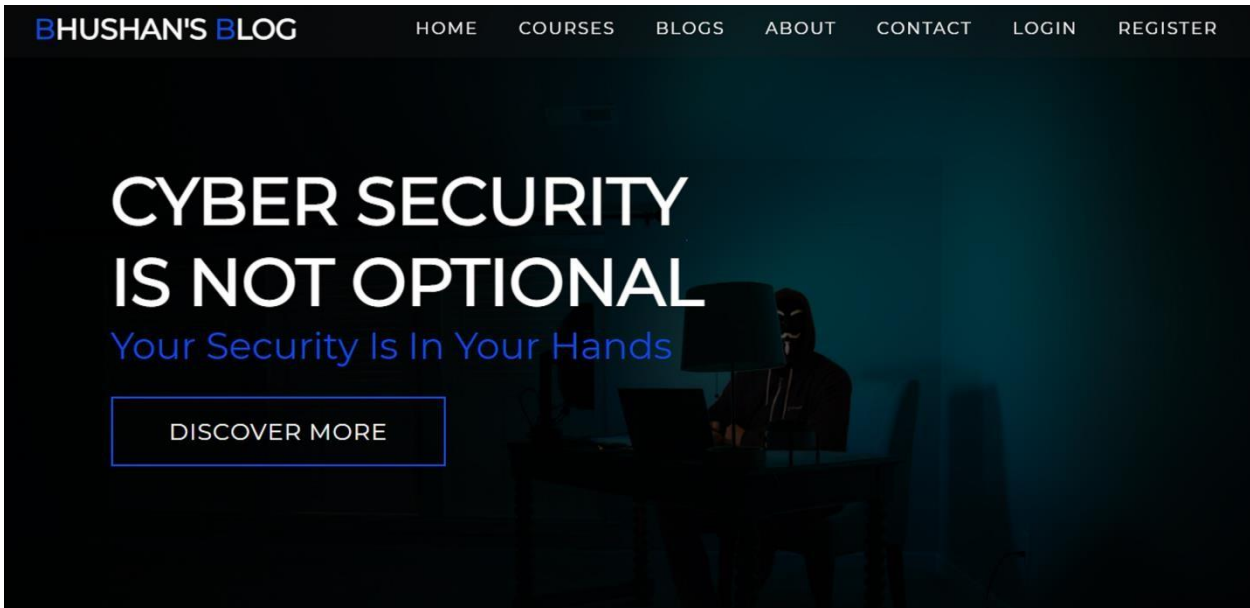 BHUSHAN'S BLOG
HOME COURSES BLOGS ABOUT CONTACT LOGIN REGISTER
CYBER SECURITY
IS NOT OPTIONAL
Your Security Is In Your Hands
DISCOVER MORE